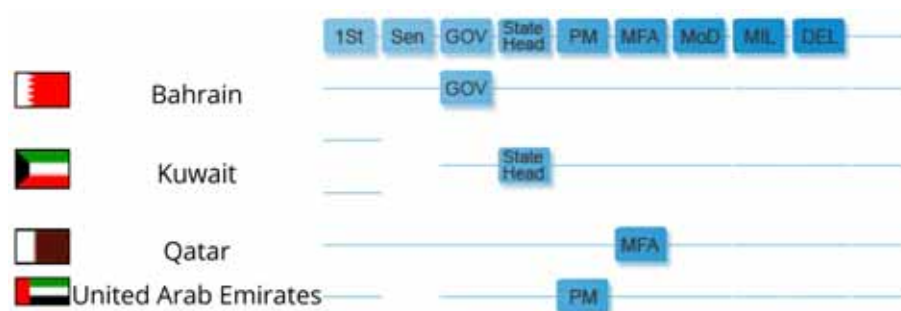 1St Sen GOV State Head PM MFA MoD MIL DEL
Bahrain GOV
Kuwait State Head
Qatar MFA
United Arab Emirates PM